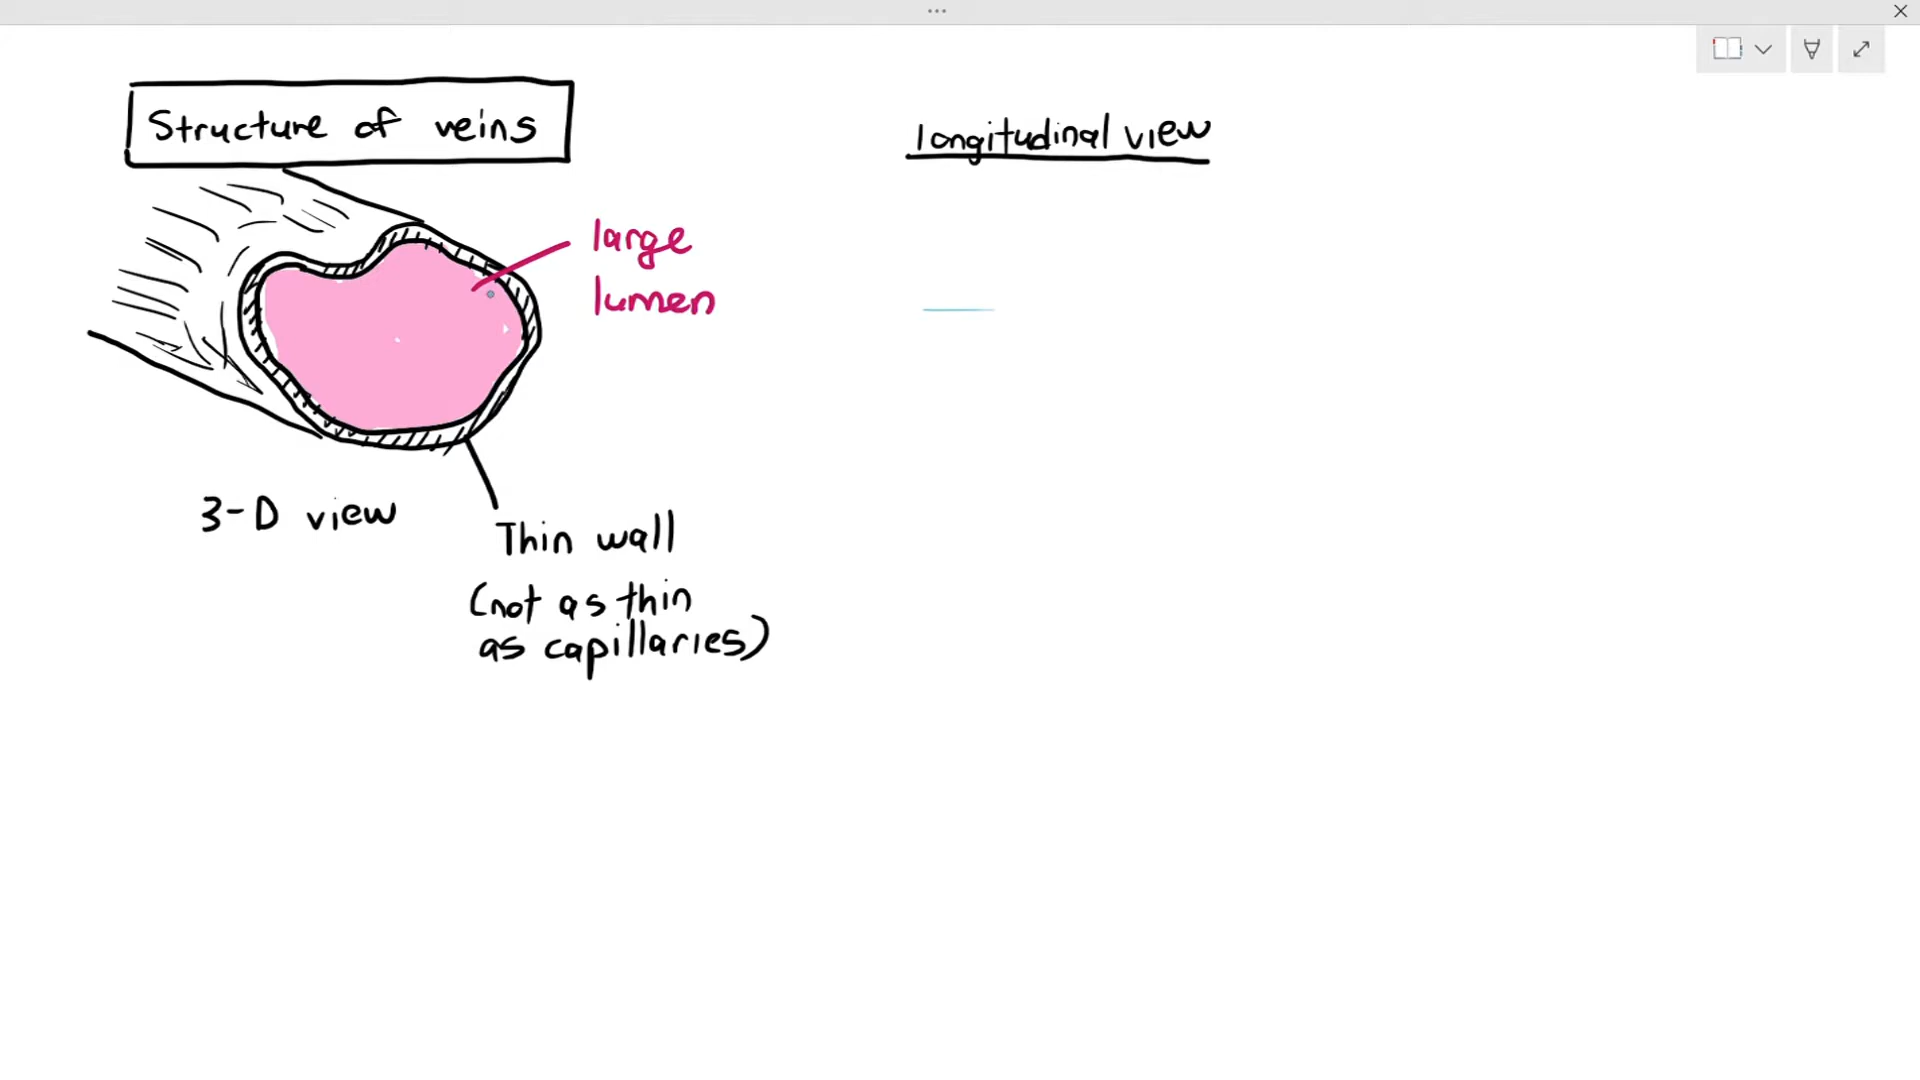 Structure of veins
longitudinal view
large
lumen
3-D view
Thin wall
(not as thin
as capillaries)